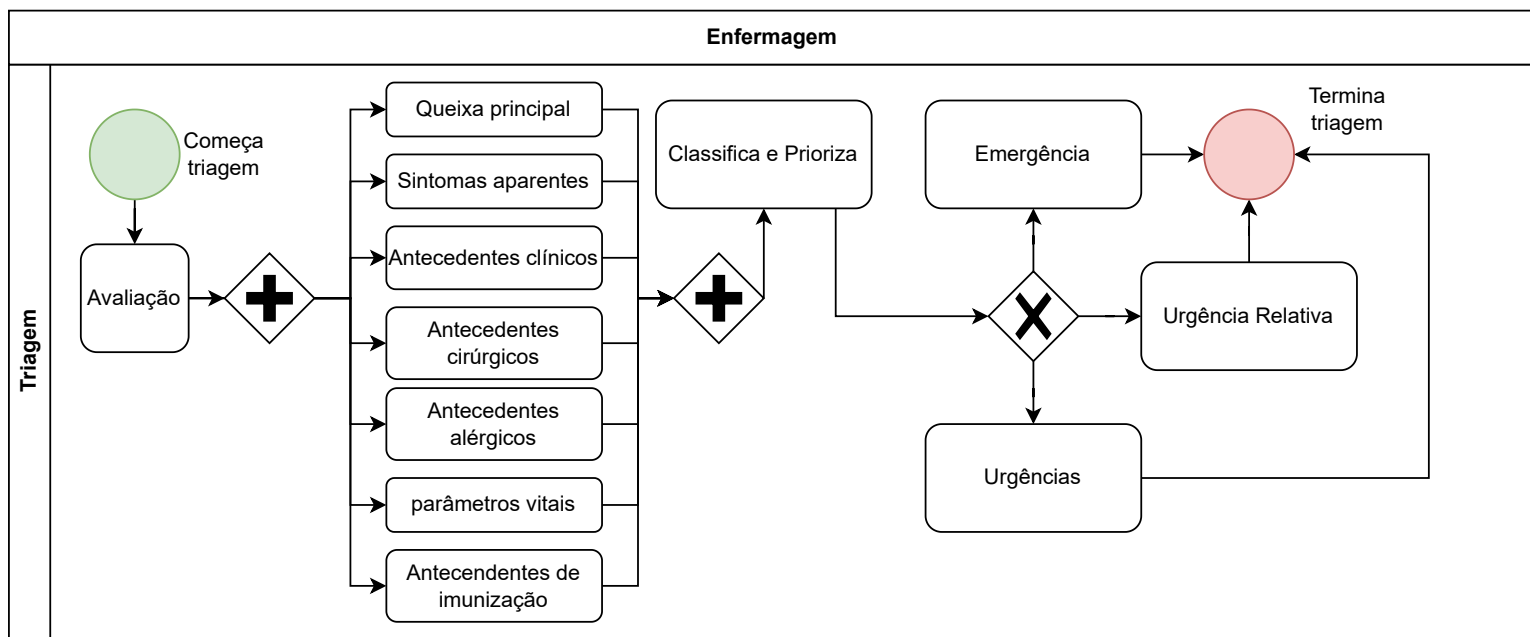 Enfermagem
Triagem
Começa
triagem
Avaliação
Queixa principal
Sintomas aparentes
Antecedentes clínicos
Antecedentes
cirúrgicos
Antecedentes
alérgicos
parâmetros vitais
Antecendentes de
imunização
Classifica e Prioriza
Emergência
Urgência Relativa
Urgências
Termina
triagem